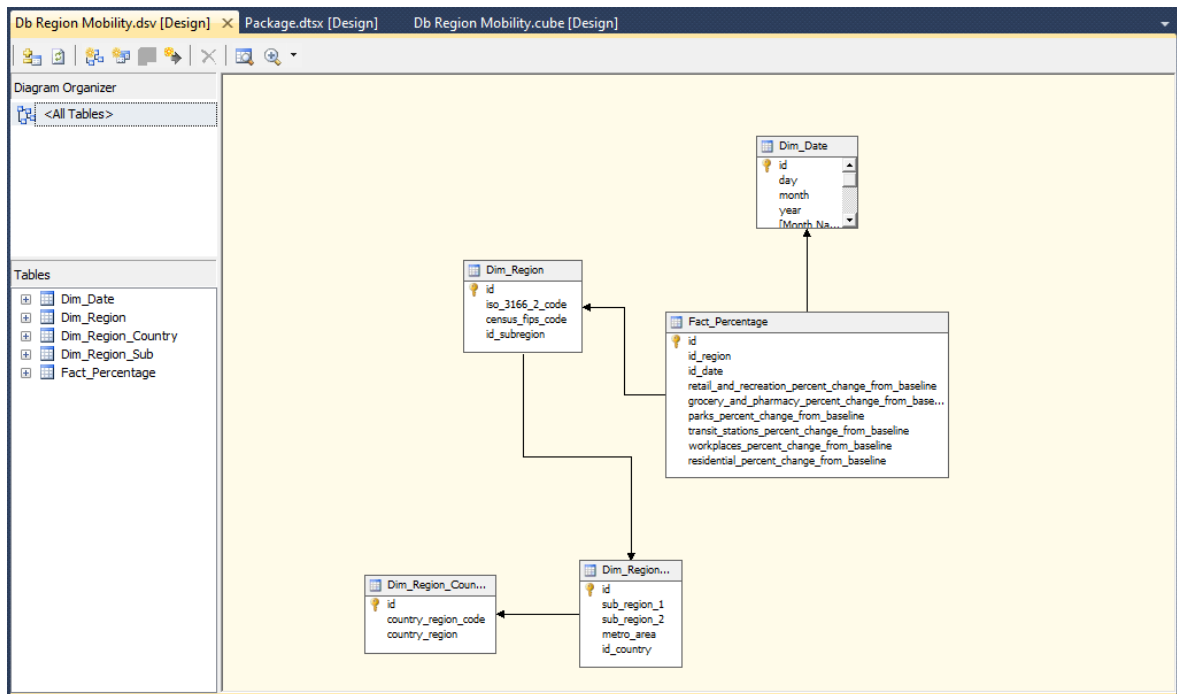 Db Region Mobility.dsv [Design]
Package.dtsx [Design]
Db Region Mobility.cube [Design]
Diagram Organizer
<All Tables>
Tables
Dim_Date
Dim_Region
Dim_Region_Country
Dim_Region_Sub
Fact_Percentage
Dim_Date
id
day
month
year
[Month Na...
Dim_Region
id
iso_3166_2_code
census_fips_code
id_subregion
Fact_Percentage
id
id_region
id_date
retail_and_recreation_percent_change_from_baseline
grocery_and_pharmacy_percent_change_from_base...
parks_percent_change_from_baseline
transit_stations_percent_change_from_baseline
workplaces_percent_change_from_baseline
residential_percent_change_from_baseline
Dim_Region_Coun...
id
country_region_code
country_region
Dim_Region...
id
sub_region_1
sub_region_2
metro_area
id_country